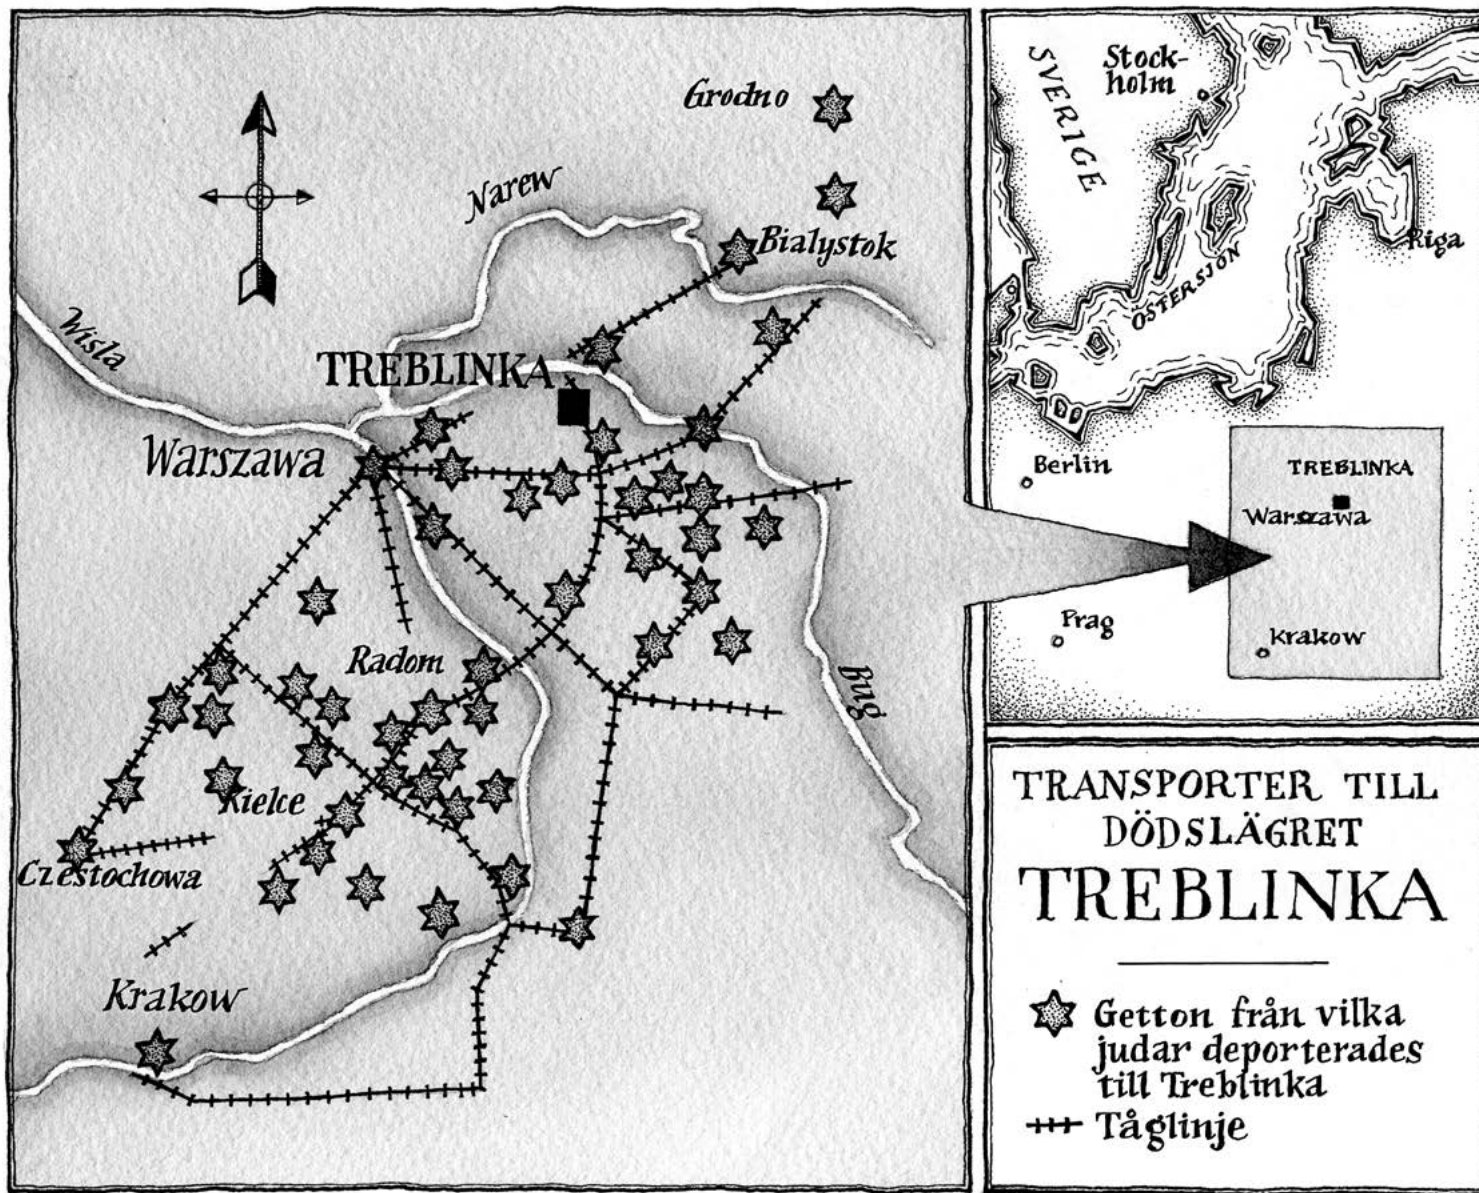 Grodno
Narew
Bialystok
Wisla
TREBLINKA
Warszawa
Radom
Bug
Kielce
Czestochowa
Krakow
SVERIGE
Stock-
holm
Riga
ÖSTERSJÖN
Berlin
TREBLINKA
Warszawa
Prag
Krakow
TRANSPORTER TILL
DÖDSLÄGRET
TREBLINKA
Getton från vilka
judar deporterades
till Treblinka
Tåglinje